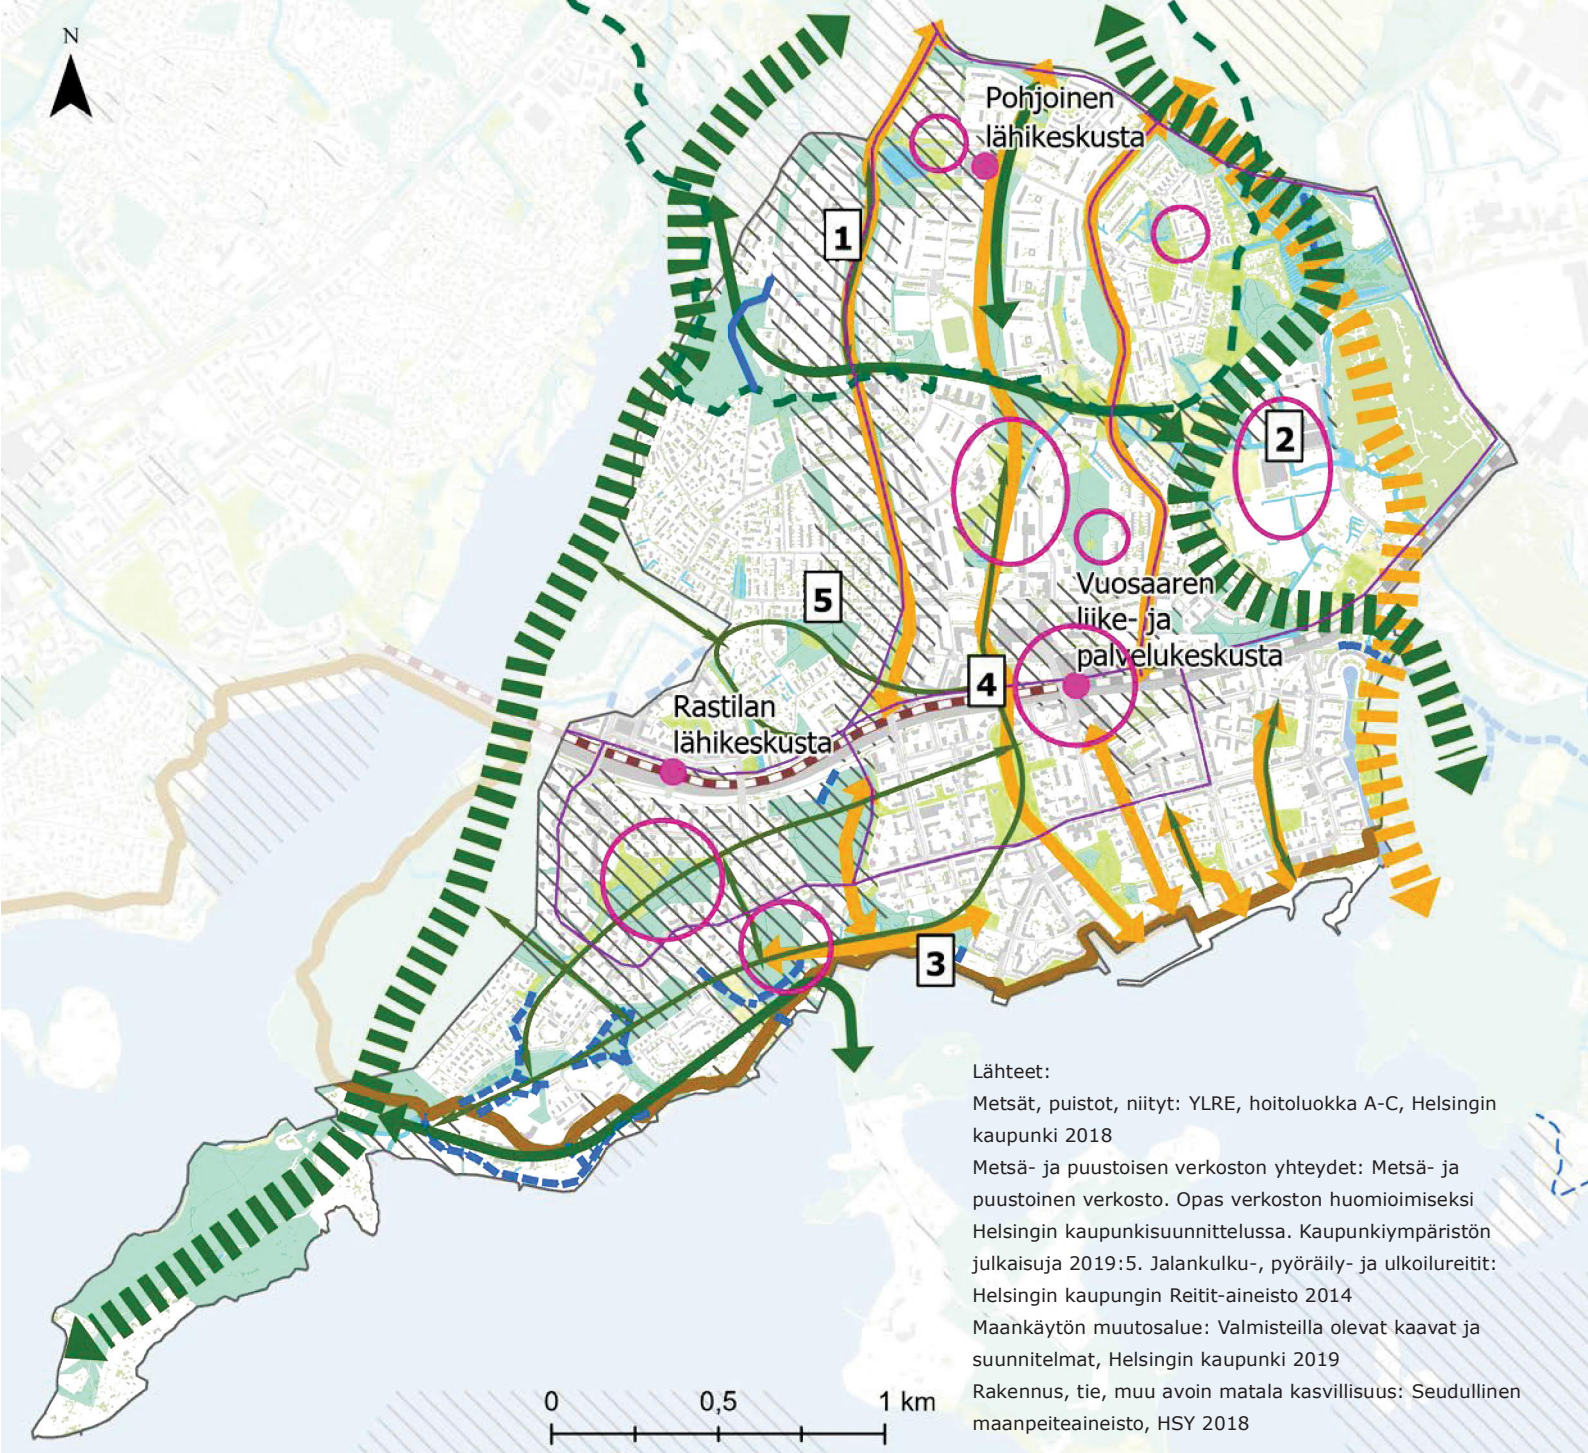 N
Pohjoinen
lähikeskusta
1
2
5
Vuosaaren
liike- ja
palvelukeskusta
4
Rastilan
lähikeskusta
3
Lähteet:
Metsät, puistot, niityt: YLRE, hoitoluokka A-C, Helsingin
kaupunki 2018
Metsä- ja puustoisen verkoston yhteydet: Metsä- ja
puustoinen verkosto. Opas verkoston huomioimiseksi
Helsingin kaupunkisuunnittelussa. Kaupunkiympäristön
julkaisuja 2019:5. Jalankulku-, pyöräily- ja ulkoilureitit:
Helsingin kaupungin Reitit-aineisto 2014
Maankäytön muutosalue: Valmisteilla olevat kaavat ja
suunnitelmat, Helsingin kaupunki 2019
Rakennus, tie, muu avoin matala kasvillisuus: Seudullinen
maanpeiteaineisto, HSY 2018
0 0,5 1 km